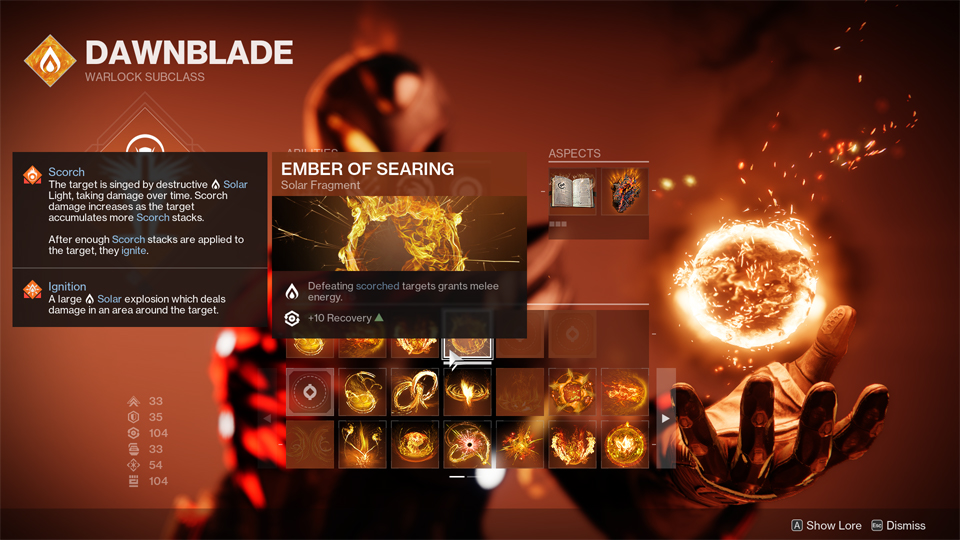 DAWNBLADE
WARLOCK SUBCLASS
ABILITIES
ASPECTS
Scorch
The target is singed by destructive Solar
Light, taking damage over time. Scorch
damage increases as the target
accumulates more Scorch stacks.
After enough Scorch stacks are applied to
the target, they ignite.
Ignition
A large Solar explosion which deals
damage in an area around the target.
EMBER OF SEARING
Solar Fragment
Defeating scorched targets grants melee
energy.
+10 Recovery
33
35
104
33
54
104
A Show Lore Esc Dismiss